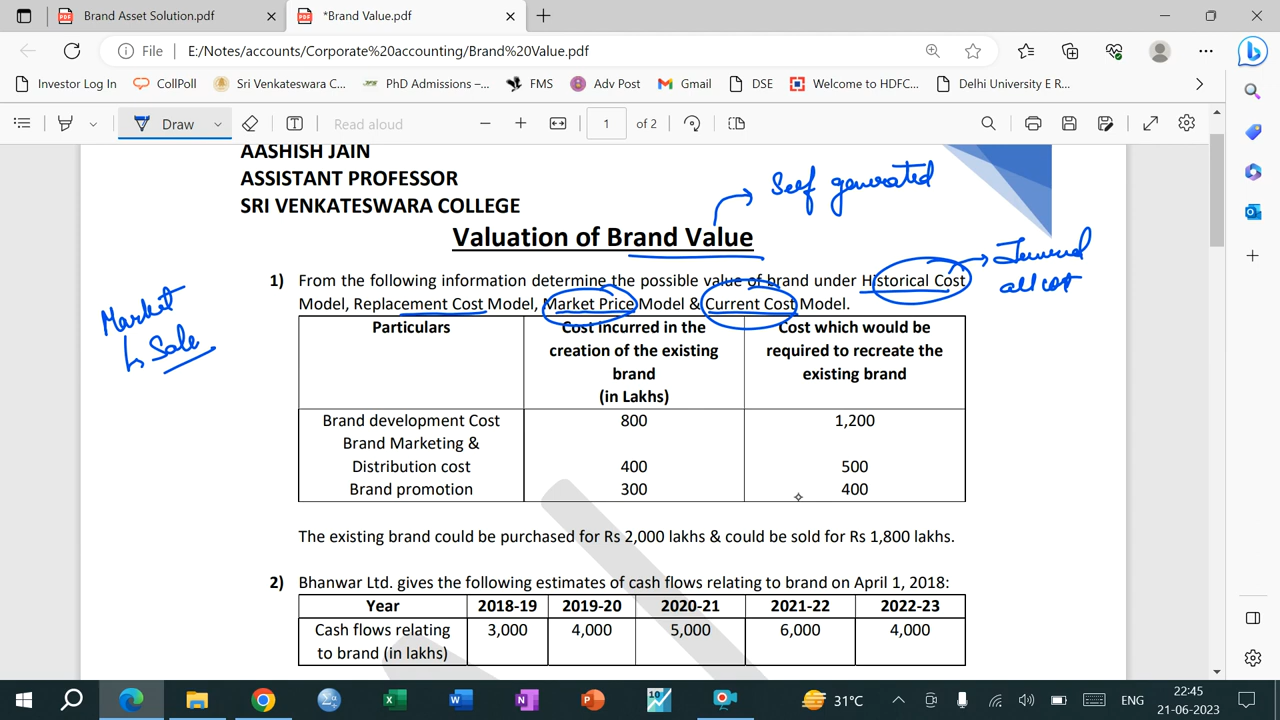 Brand Asset Solution.pdf
*Brand Value.pdf
File
E:/Notes/accounts/Corporate%20accounting/Brand%20Value.pdf
Investor Log In
CollPoll
Sri Venkateswara C...
PhD Admissions –...
FMS
Adv Post
Gmail
DSE
Welcome to HDFC...
Delhi University E R...
Draw
Read aloud
1 of 2
AASHISH JAIN
ASSISTANT PROFESSOR
SRI VENKATESWARA COLLEGE
Self generated
Valuation of Brand Value
1) From the following information determine the possible value of brand under Historical Cost
Model, Replacement Cost Model, Market Price Model & Current Cost Model.
all cost
Market
Sale
Particulars
Cost incurred in the
creation of the existing
brand
(in Lakhs)
Cost which would be
required to recreate the
existing brand
Brand development Cost 800 1,200
Brand Marketing &
Distribution cost 400 500
Brand promotion 300 400
The existing brand could be purchased for Rs 2,000 lakhs & could be sold for Rs 1,800 lakhs.
2) Bhanwar Ltd. gives the following estimates of cash flows relating to brand on April 1, 2018:
Year 2018-19 2019-20 2020-21 2021-22 2022-23
Cash flows relating 3,000 4,000 5,000 6,000 4,000
to brand (in lakhs)
31°C
ENG
22:45
21-06-2023